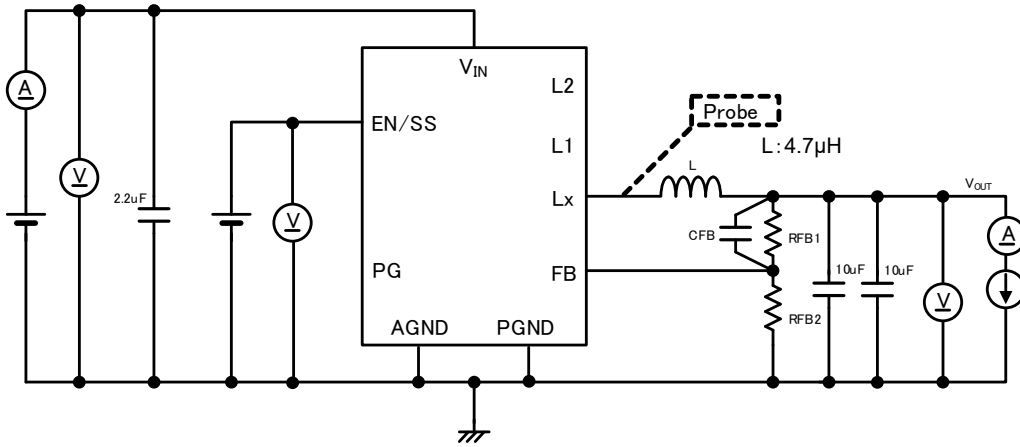 VIN
L2
A
Probe
EN/SS
L:4.7µH
L1
L
V
VOUT
2.2uF
V
Lx
CFB
RFB1
A
PG
FB
10uF
10uF
V
RFB2
AGND
PGND